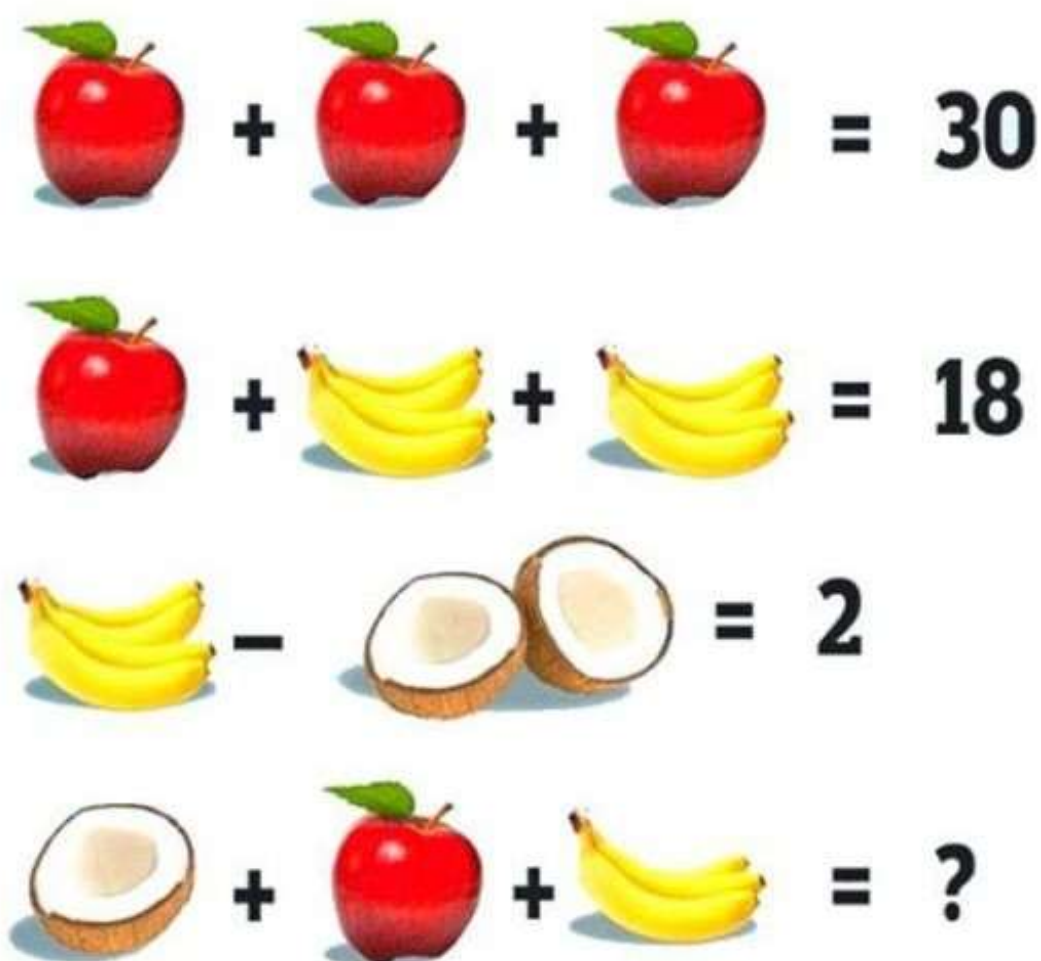 + + = 30
+ + = 18
− = 2
+ + = ?